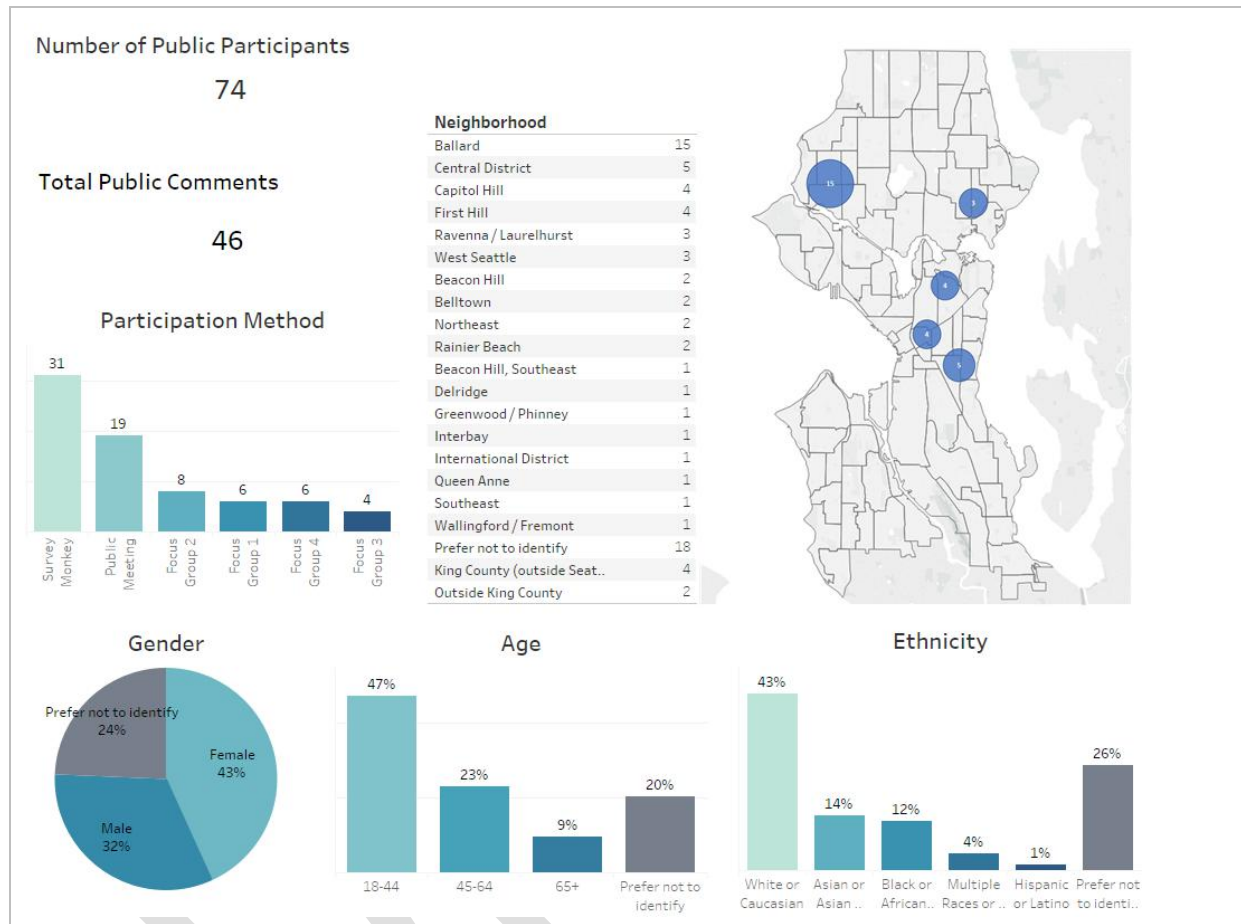 Number of Public Participants
74
Total Public Comments
46
Participation Method
31
19
8
6
6
4
Survey
Monkey
Public
Meeting
Focus
Group 2
Focus
Group 1
Focus
Group 4
Focus
Group 3
Neighborhood
Ballard 15
Central District 5
Capitol Hill 4
First Hill 4
Ravenna / Laurelhurst 3
West Seattle 3
Beacon Hill 2
Belltown 2
Northeast 2
Rainier Beach 2
Beacon Hill, Southeast 1
Delridge 1
Greenwood / Phinney 1
Interbay 1
International District 1
Queen Anne 1
Southeast 1
Wallingford / Fremont 1
Prefer not to identify 18
King County (outside Seat.. 4
Outside King County 2
15
3
4
4
5
Gender
Prefer not to identify
24%
Female
43%
Male
32%
Age
47%
23%
9%
20%
18-44
45-64
65+
Prefer not to
identify
Ethnicity
43%
14%
12%
4%
1%
26%
White or
Caucasian
Asian or
Asian ..
Black or
African..
Multiple
Races or ..
Hispanic
or Latino
Prefer not
to identi..